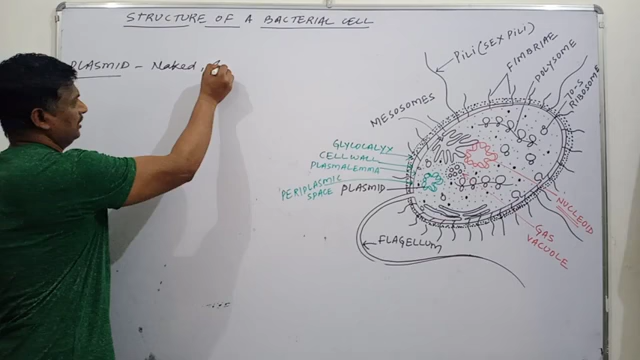 STRUCTURE OF A BACTERIAL CELL
PLASMID - Naked,
PILI (SEX PILI)
FIMBRIAE
POLYSOME
70-S
RIBOSOME
MESOSOMES
GLYCOCALYX
CELL WALL
PLASMALEMMA
PERIPLASMIC
SPACE
PLASMID
NUCLEOID
GAS
VACUOLE
FLAGELLUM